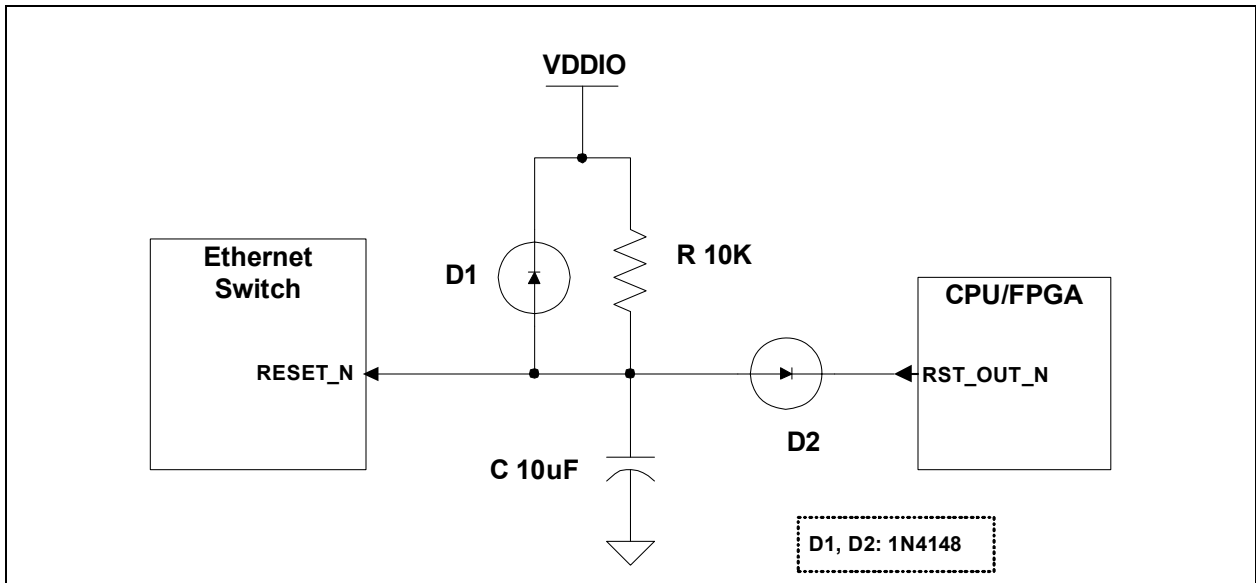 VDDIO
Ethernet
Switch
D1
R 10K
CPU/FPGA
RESET_N
RST_OUT_N
D2
C 10uF
D1, D2: 1N4148